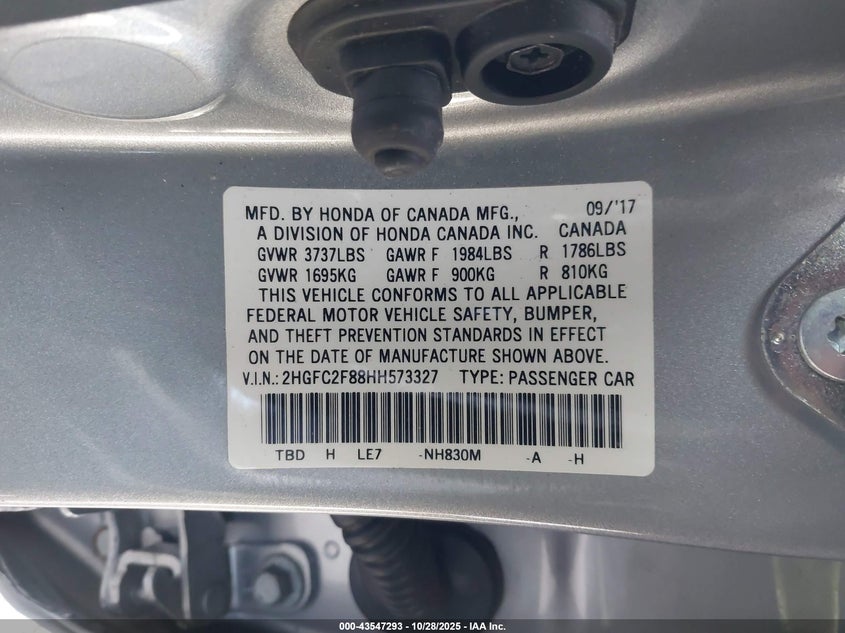 MFD. BY HONDA OF CANADA MFG., 09/'17
A DIVISION OF HONDA CANADA INC. CANADA
GVWR 3737LBS GAWR F 1984LBS R 1786LBS
GVWR 1695KG GAWR F 900KG R 810KG
THIS VEHICLE CONFORMS TO ALL APPLICABLE
FEDERAL MOTOR VEHICLE SAFETY, BUMPER,
AND THEFT PREVENTION STANDARDS IN EFFECT
ON THE DATE OF MANUFACTURE SHOWN ABOVE.
V.I.N.: 2HGFC2F88HH573327 TYPE: PASSENGER CAR
TBD H LE7 -NH830M -A -H
000-43547293 | 10/28/2025 - IAA Inc.